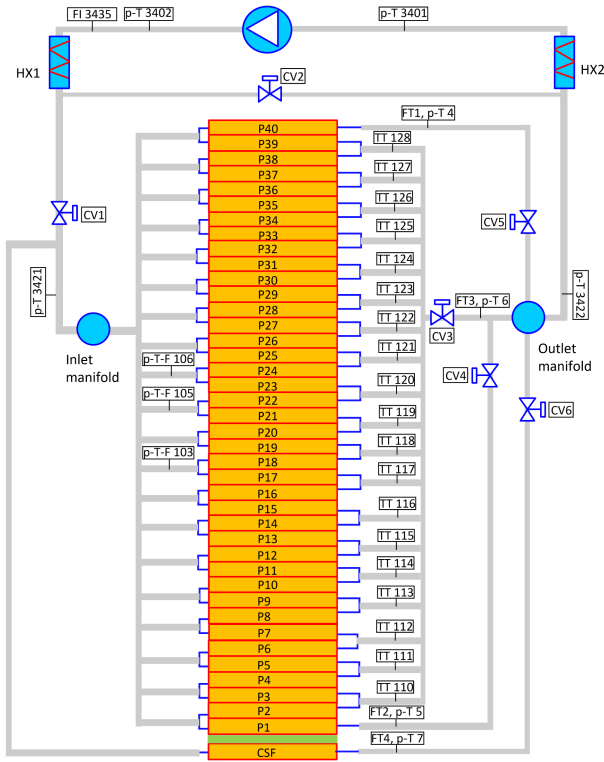 FI 3435
p-T 3402
p-T 3401
HX1
HX2
CV2
FT1, p-T 4
P40
TT 128
P39
P38
TT 127
P37
P36
TT 126
P35
CV1
CV5
P34
TT 125
P33
P32
TT 124
P31
p-T 3421
p-T 3422
P30
TT 123
P29
FT3, p-T 6
P28
TT 122
P27
CV3
P26
TT 121
Inlet
manifold
Outlet
manifold
P25
p-T-F 106
P24
CV4
TT 120
P23
p-T-F 105
P22
CV6
TT 119
P21
P20
TT 118
P19
p-T-F 103
P18
TT 117
P17
P16
TT 116
P15
P14
TT 115
P13
P12
TT 114
P11
P10
TT 113
P9
P8
TT 112
P7
P6
TT 111
P5
P4
TT 110
P3
P2
FT2, p-T 5
P1
FT4, p-T 7
CSF